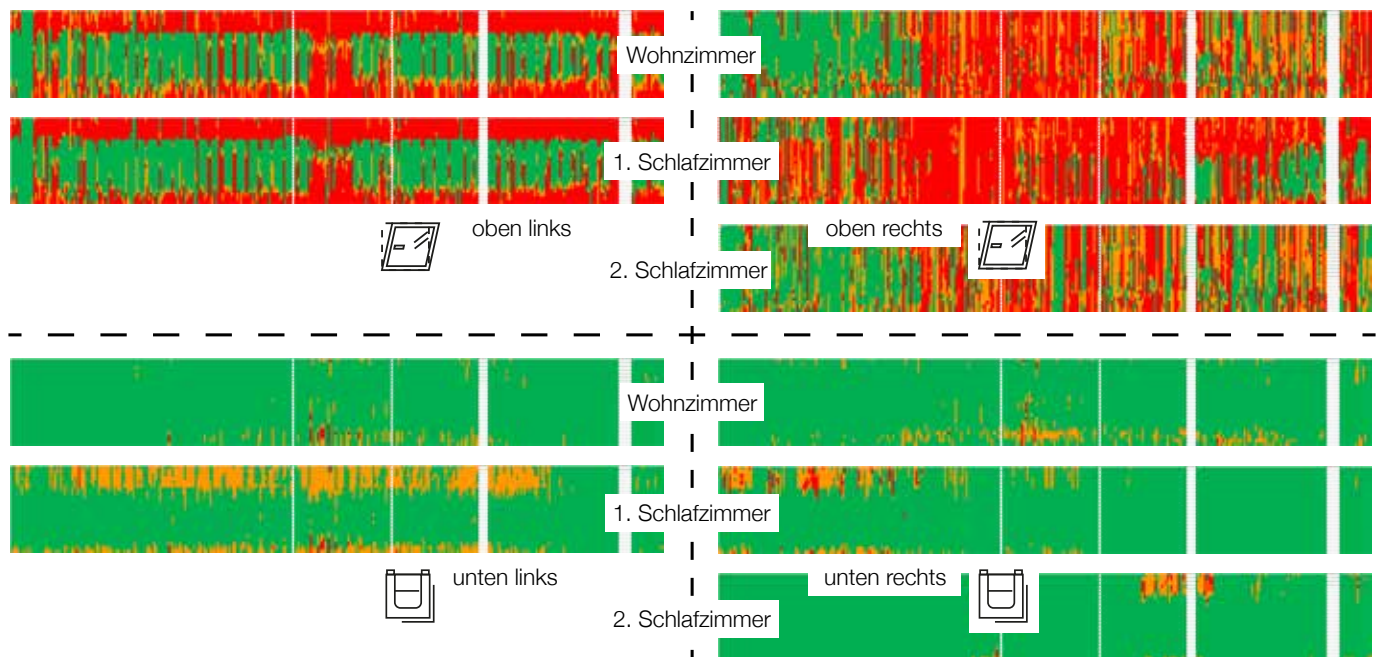 Wohnzimmer
1. Schlafzimmer
oben links
oben rechts
2. Schlafzimmer
Wohnzimmer
1. Schlafzimmer
unten links
unten rechts
2. Schlafzimmer